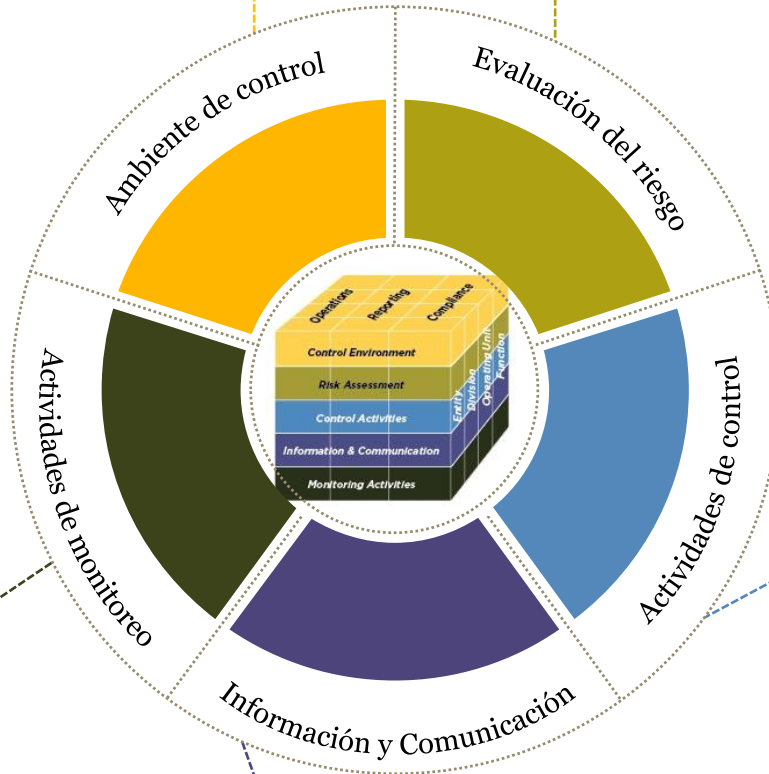 Ambiente de control
Evaluación del riesgo
Actividades de control
Información y Comunicación
Actividades de monitoreo
Operations
Reporting
Compliance
Control Environment
Risk Assessment
Control Activities
Information & Communication
Monitoring Activities
Entity
Division
Operating Unit
Function